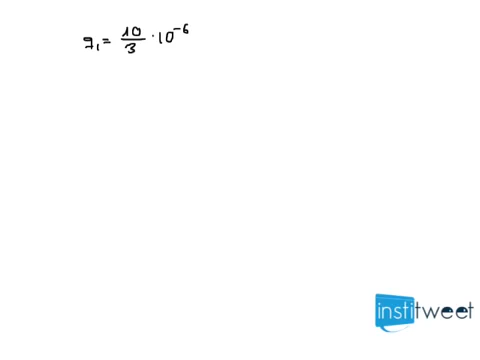 q₁ = 10/3 · 10⁻⁶
institweet